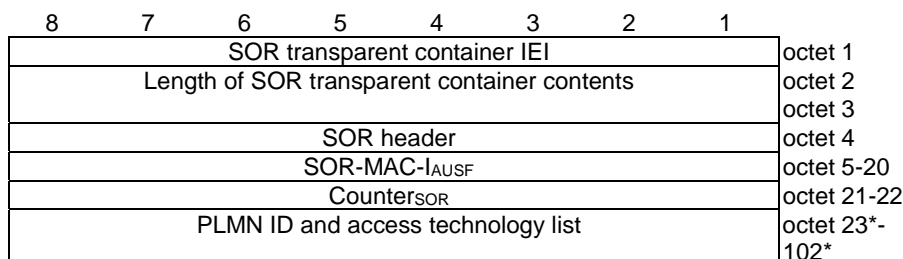 8 7 6 5 4 3 2 1
SOR transparent container IEI octet 1
Length of SOR transparent container contents octet 2
octet 3
SOR header octet 4
SOR-MAC-IAUSF octet 5-20
CounterSOR octet 21-22
PLMN ID and access technology list octet 23*-
102*